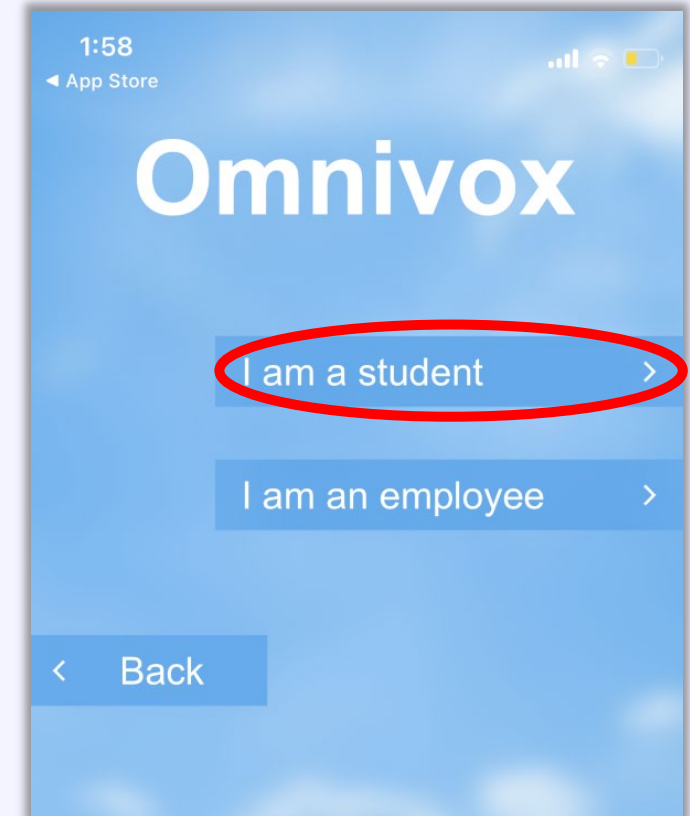 1:58
◀ App Store
Omnivox
I am a student >
I am an employee >
< Back